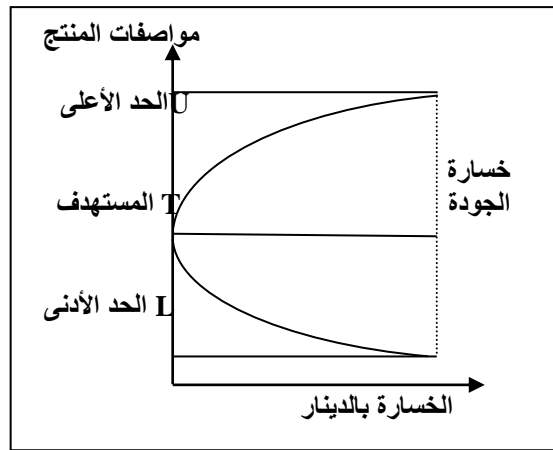 مواصفات المنتج
U الحد الأعلى
خسارة
الجودة
T المستهدف
L الحد الأدنى
الخسارة بالدينار